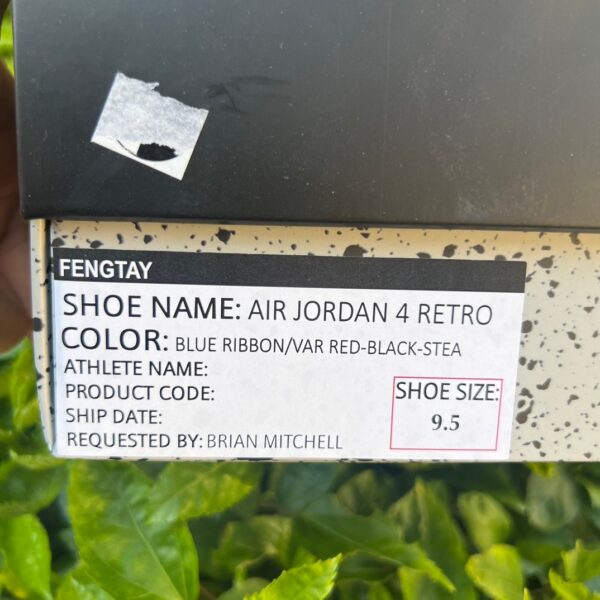 FENGTAY
SHOE NAME: AIR JORDAN 4 RETRO
COLOR: BLUE RIBBON/VAR RED-BLACK-STEA
ATHLETE NAME:
PRODUCT CODE:
SHIP DATE:
REQUESTED BY: BRIAN MITCHELL
SHOE SIZE:
9.5